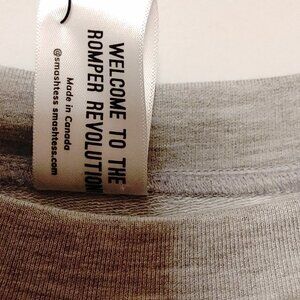 WELCOME TO THE
ROMPER REVOLUTION
Made in Canada
@smashtess smashtess.com